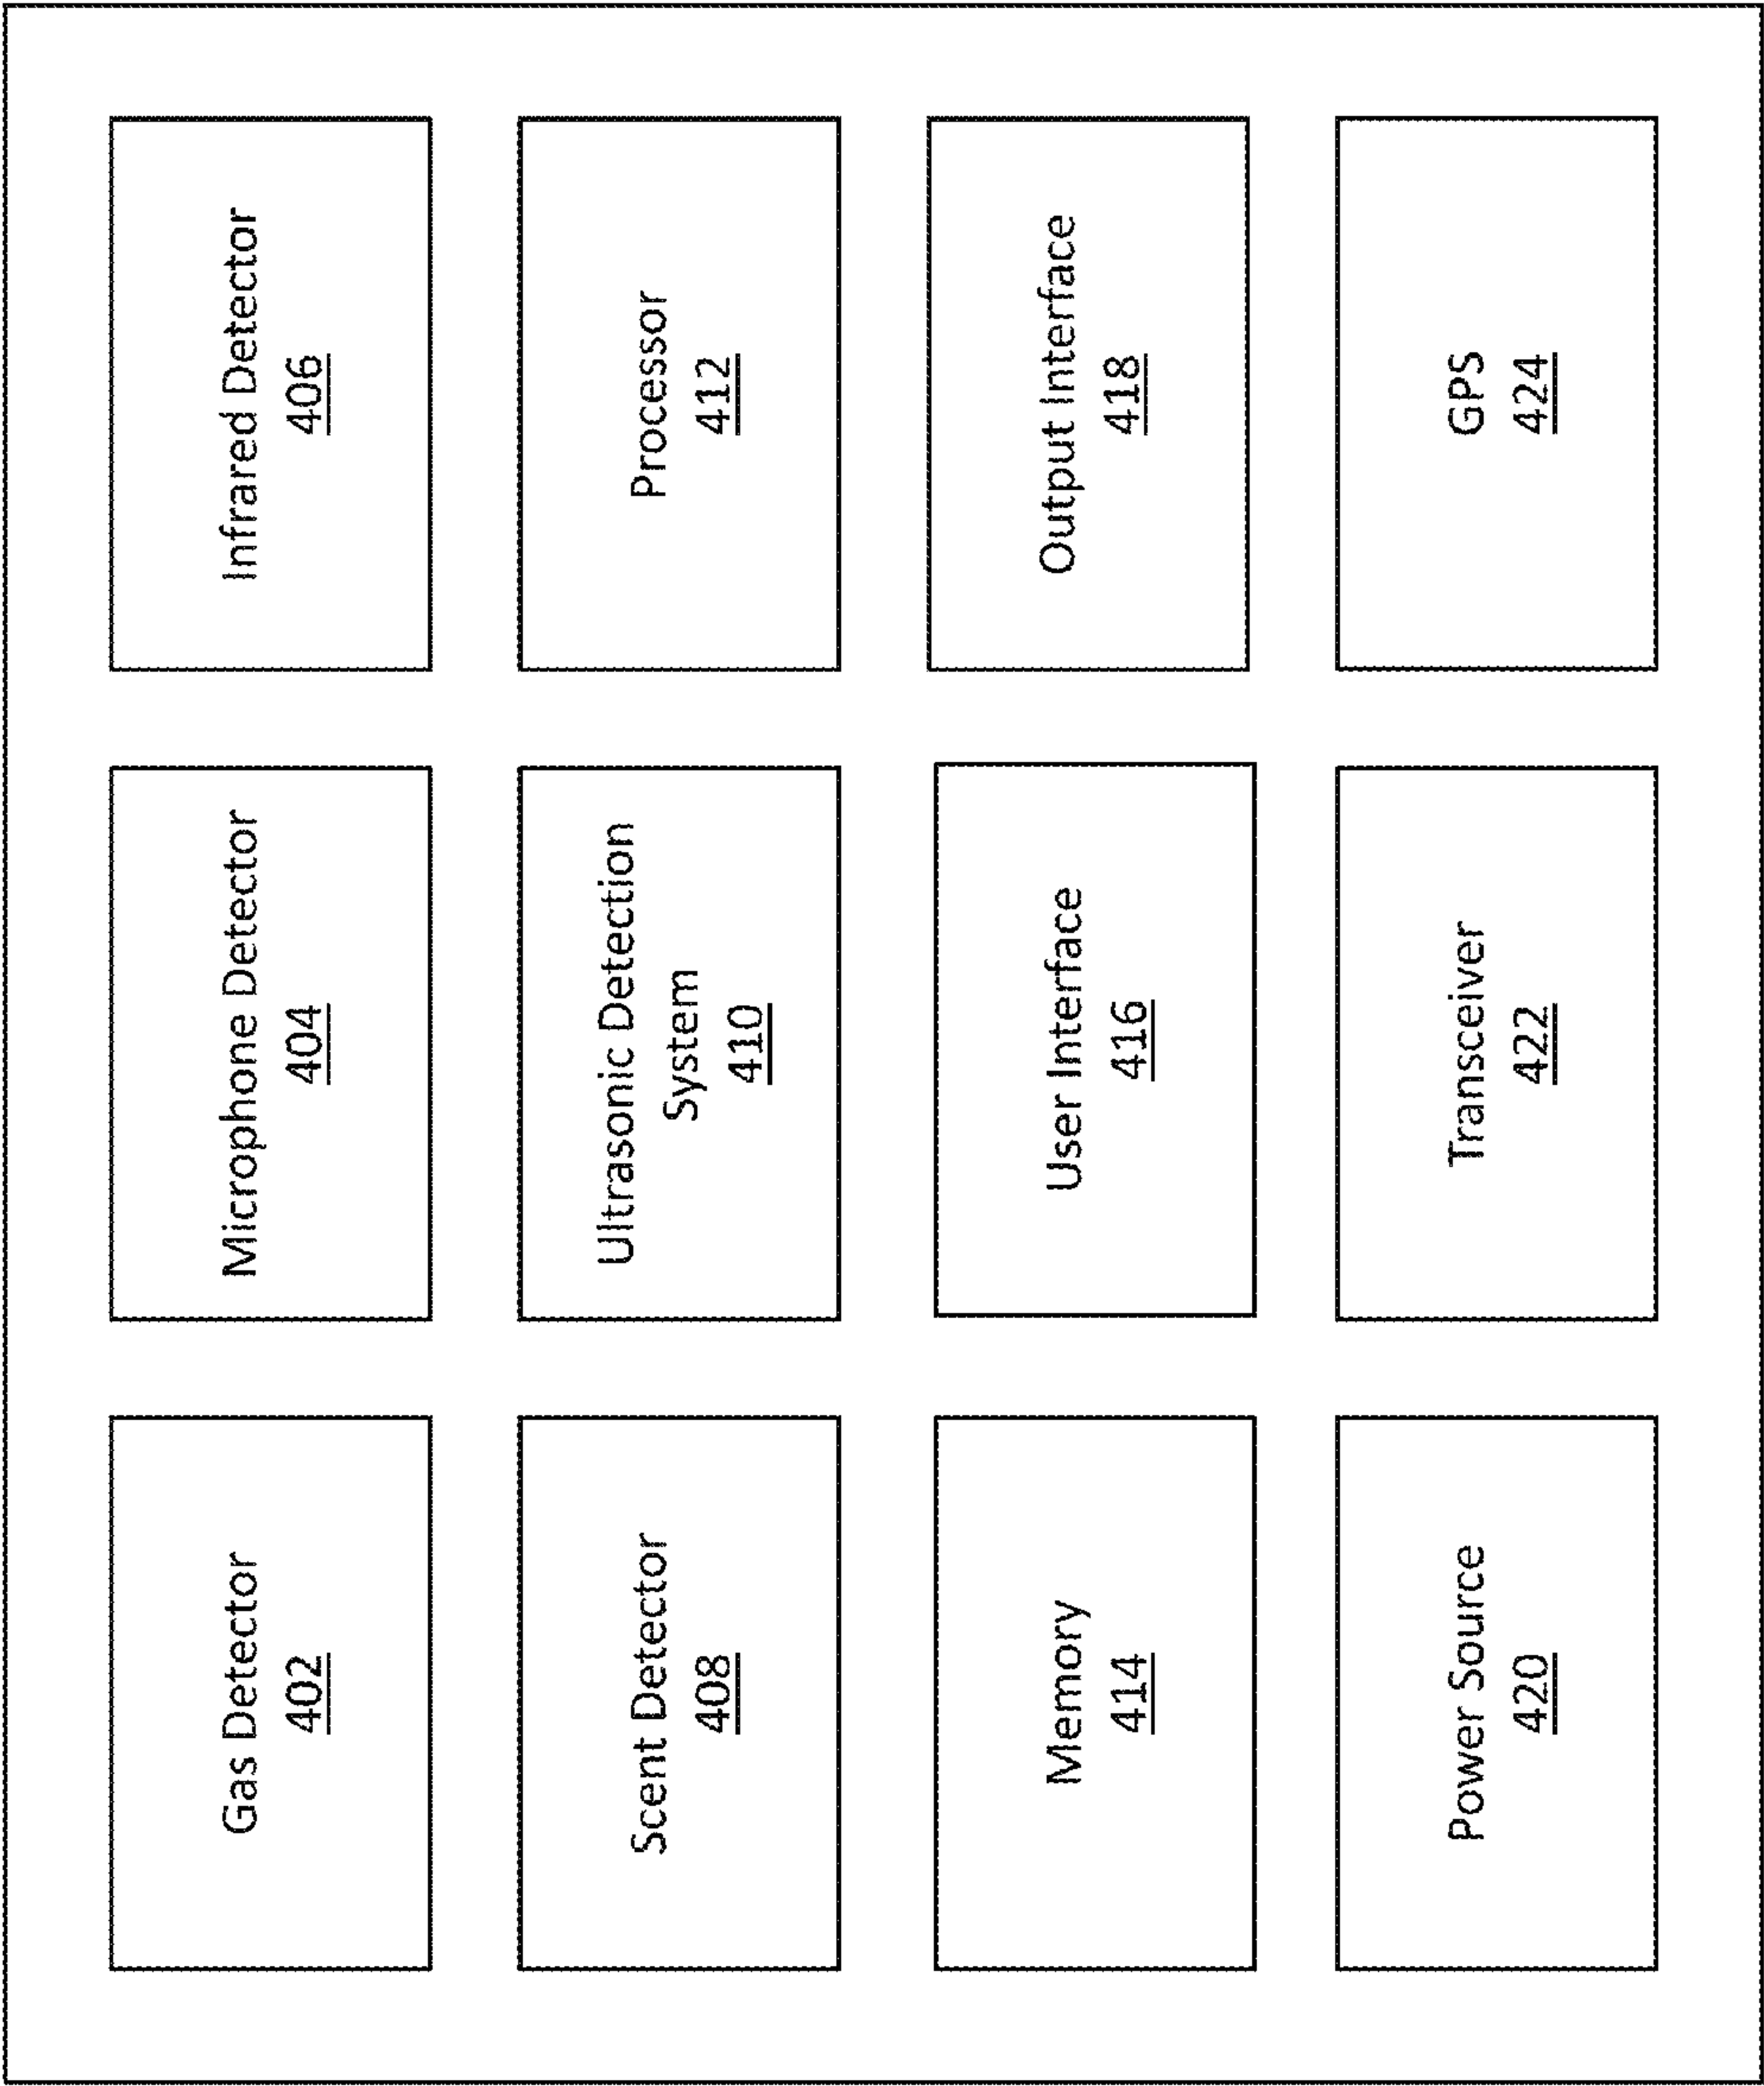 Gas Detector
402
Microphone Detector
404
Infrared Detector
406
Scent Detector
408
Ultrasonic Detection
System
410
Processor
412
Memory
414
User Interface
416
Output Interface
418
Power Source
420
Transceiver
422
GPS
424